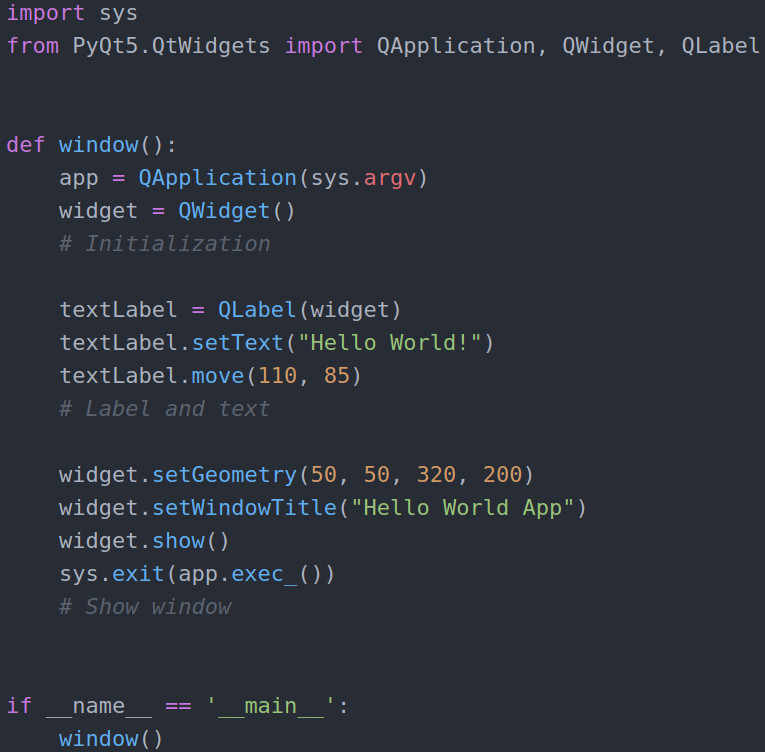 import sys
from PyQt5.QtWidgets import QApplication, QWidget, QLabel


def window():
    app = QApplication(sys.argv)
    widget = QWidget()
    # Initialization

    textLabel = QLabel(widget)
    textLabel.setText("Hello World!")
    textLabel.move(110, 85)
    # Label and text

    widget.setGeometry(50, 50, 320, 200)
    widget.setWindowTitle("Hello World App")
    widget.show()
    sys.exit(app.exec_())
    # Show window


if __name__ == '__main__':
    window()